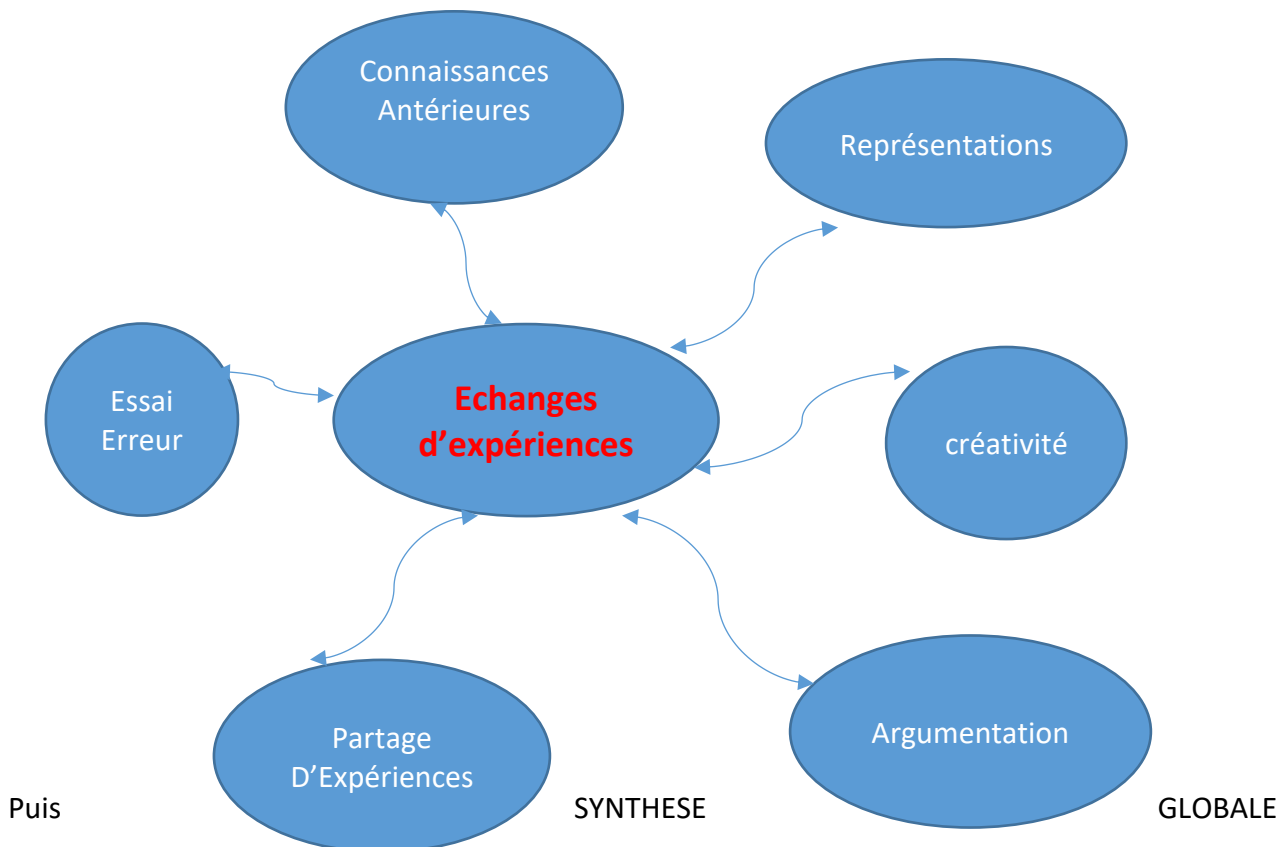 Connaissances
Antérieures
Représentations
Essai
Erreur
Echanges
d’expériences
créativité
Partage
D’Expériences
Argumentation
Puis SYNTHESE GLOBALE